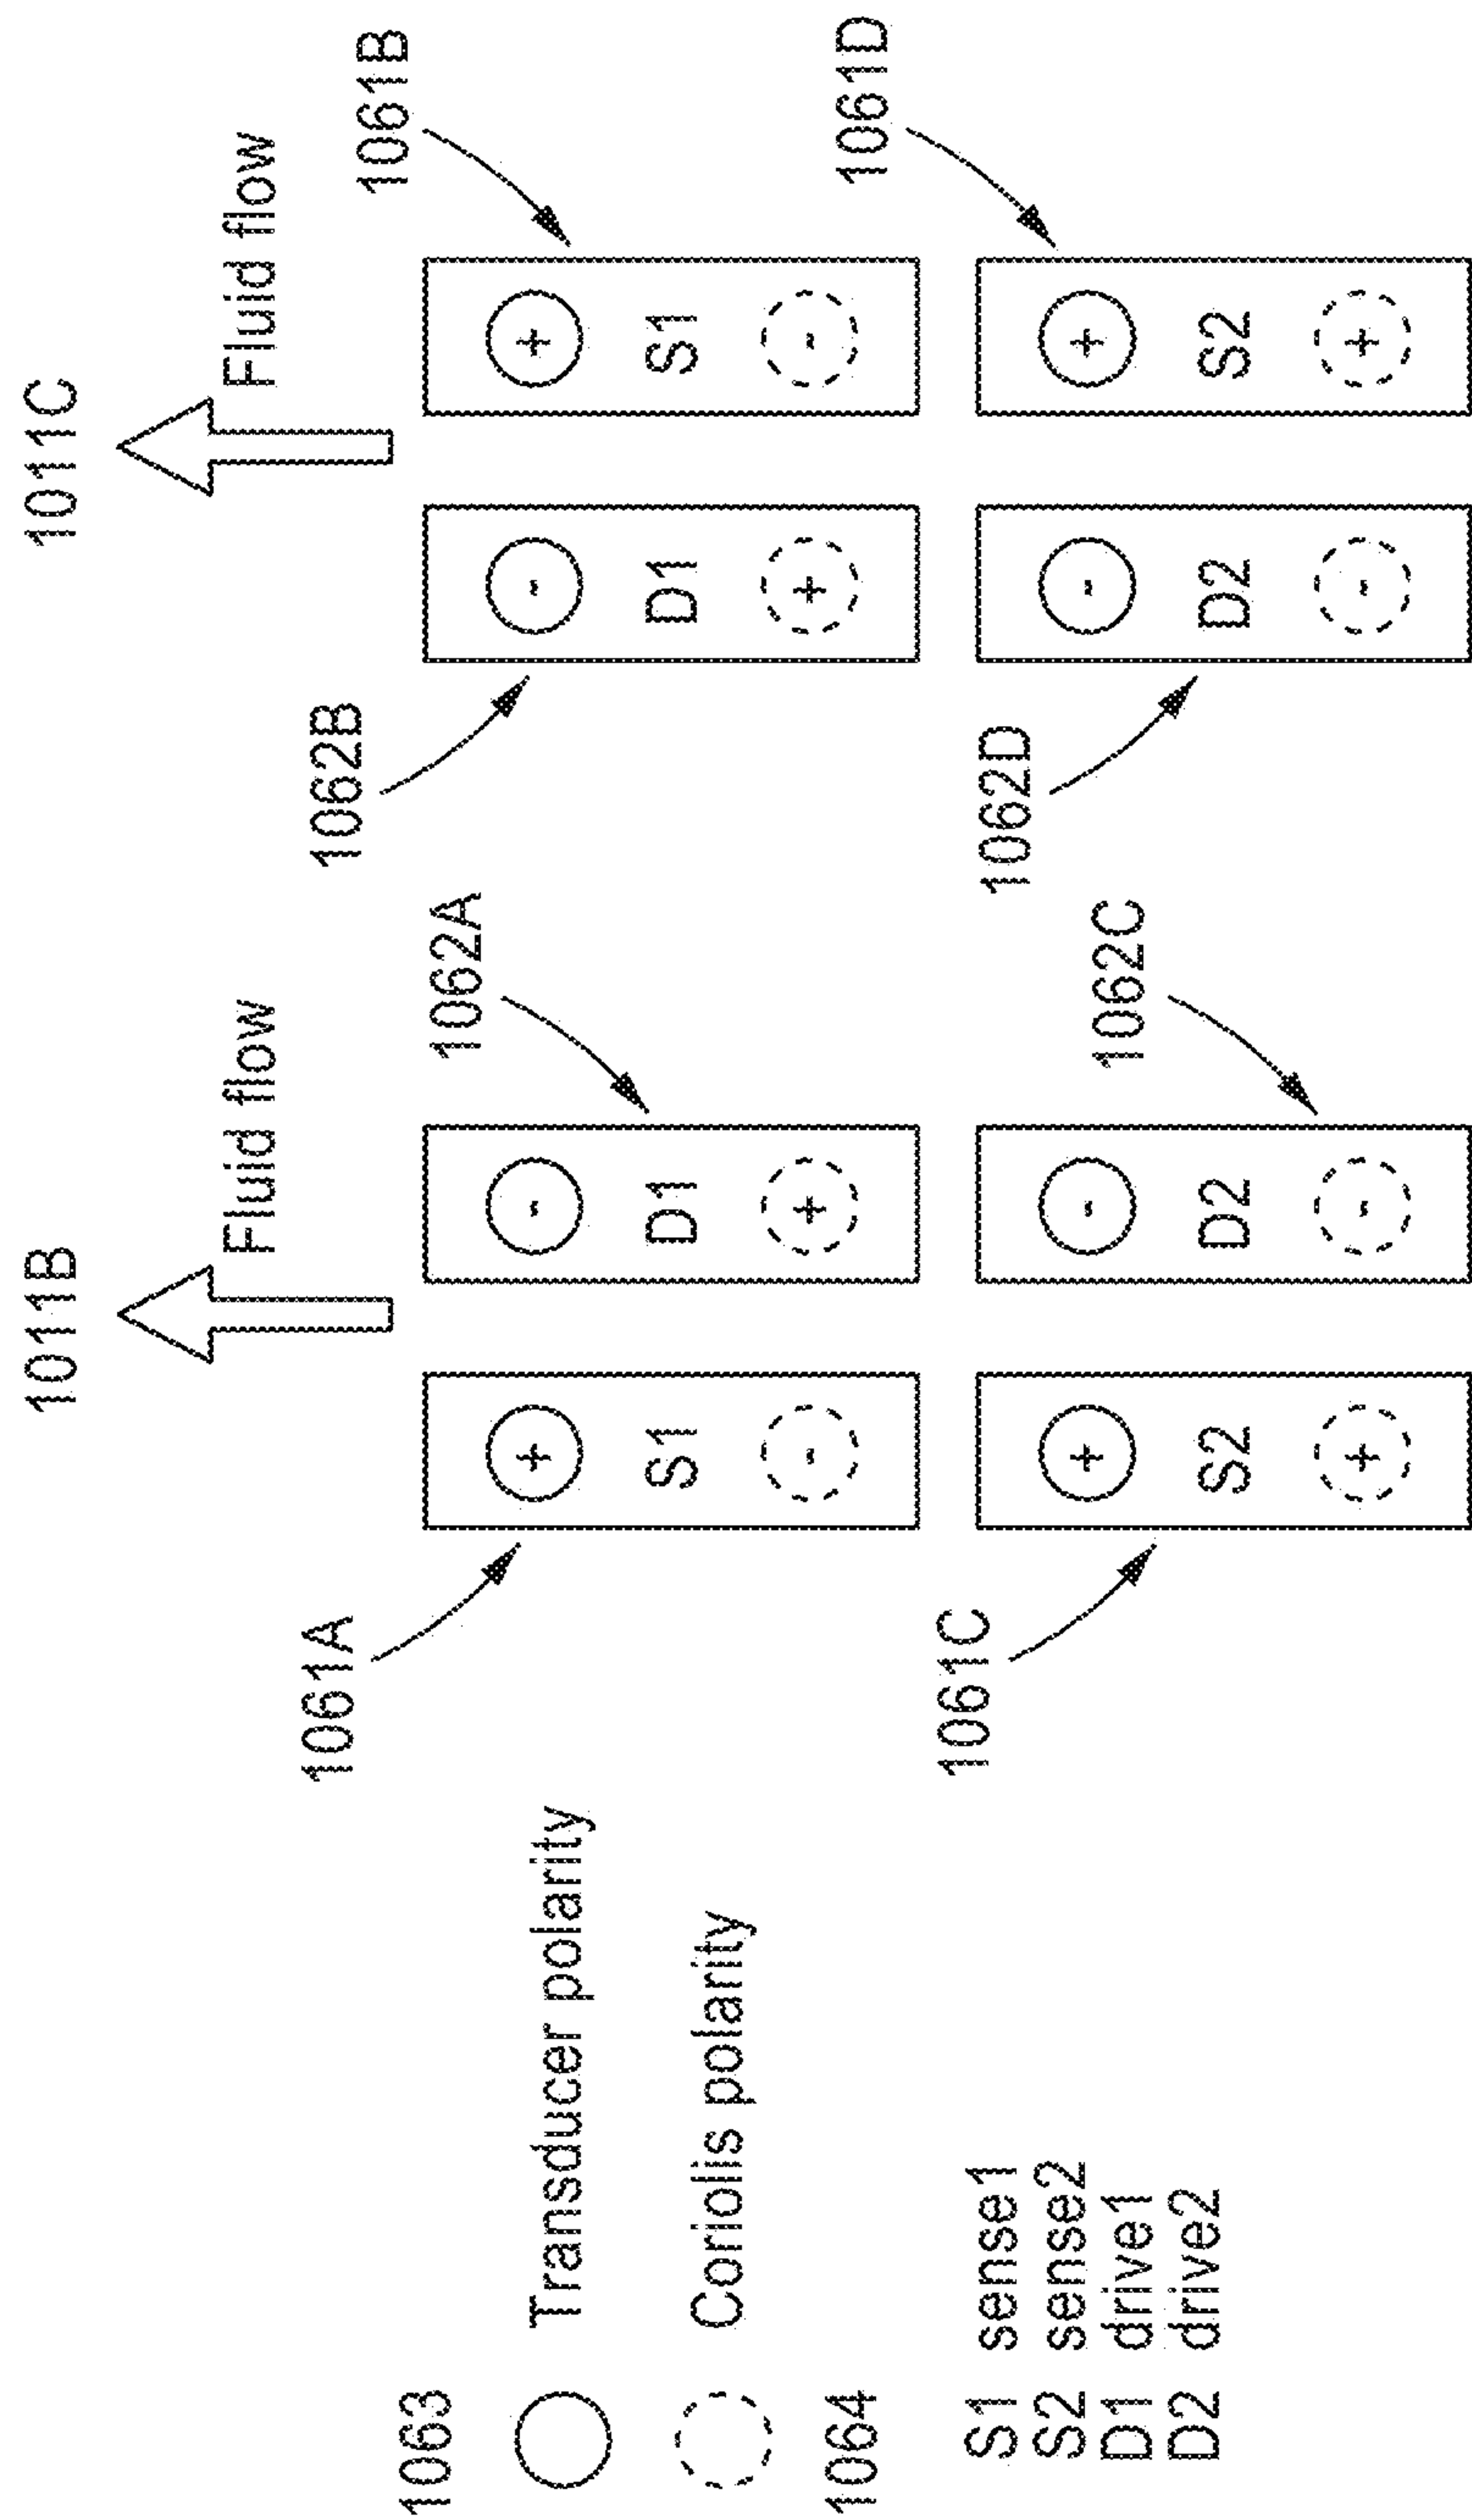 1063
Transducer polarity
Coriolis polarity
1064
S1 sense1
S2 sense2
D1 drive1
D2 drive2
1011B
Fluid flow
1061A
1062A
+ -
S1 D1
- +
1061C
1062C
+ -
S2 D2
+ -
1011C
Fluid flow
1062B
1061B
- +
D1 S1
+ -
1062D
1061D
- +
D2 S2
- +